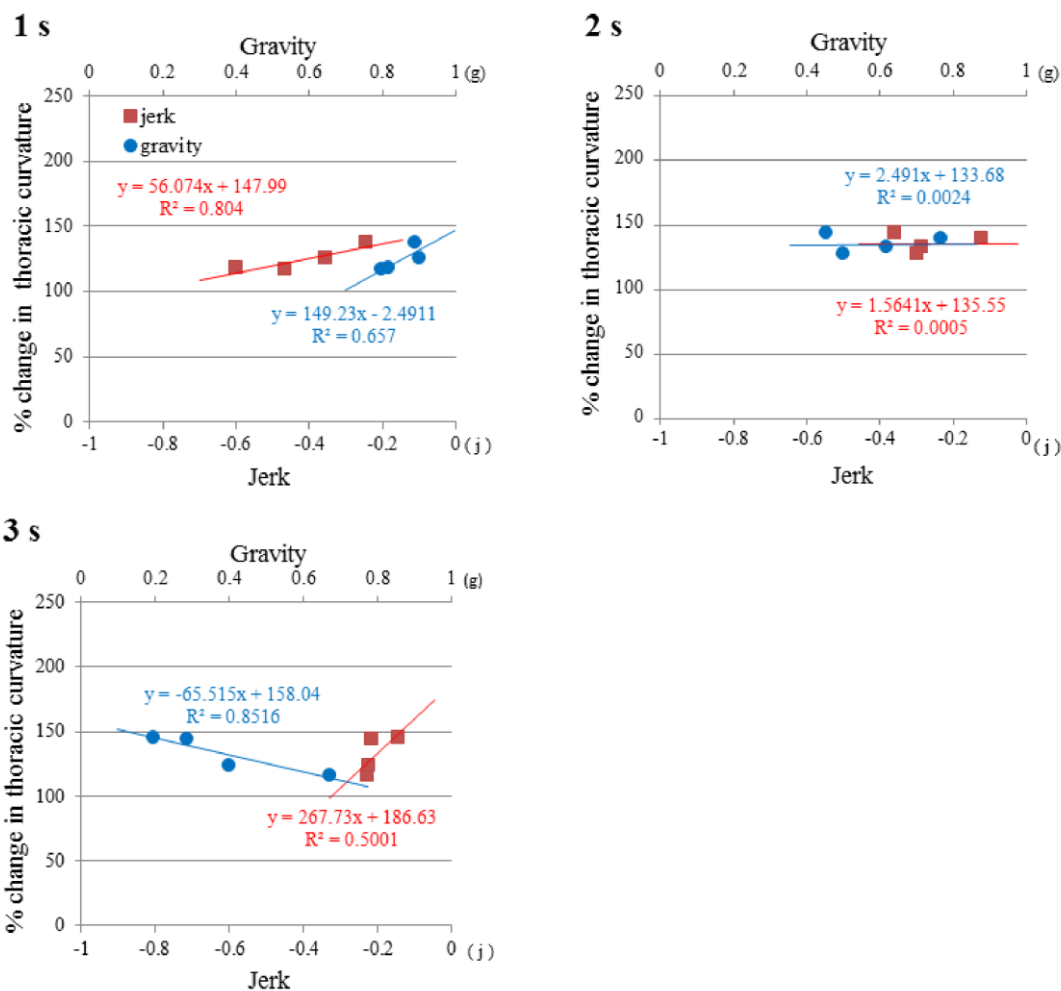 1 s
Gravity
0 0.2 0.4 0.6 0.8 1 (g)
250
200
150
100
50
0
% change in thoracic curvature
jerk
gravity
y = 56.074x + 147.99
R² = 0.804
y = 149.23x - 2.4911
R² = 0.657
-1 -0.8 -0.6 -0.4 -0.2 0 (j)
Jerk
2 s
Gravity
0 0.2 0.4 0.6 0.8 1 (g)
250
200
150
100
50
0
% change in thoracic curvature
y = 2.491x + 133.68
R² = 0.0024
y = 1.5641x + 135.55
R² = 0.0005
-1 -0.8 -0.6 -0.4 -0.2 0 (j)
Jerk
3 s
Gravity
0 0.2 0.4 0.6 0.8 1 (g)
250
200
150
100
50
0
% change in thoracic curvature
y = -65.515x + 158.04
R² = 0.8516
y = 267.73x + 186.63
R² = 0.5001
-1 -0.8 -0.6 -0.4 -0.2 0 (j)
Jerk